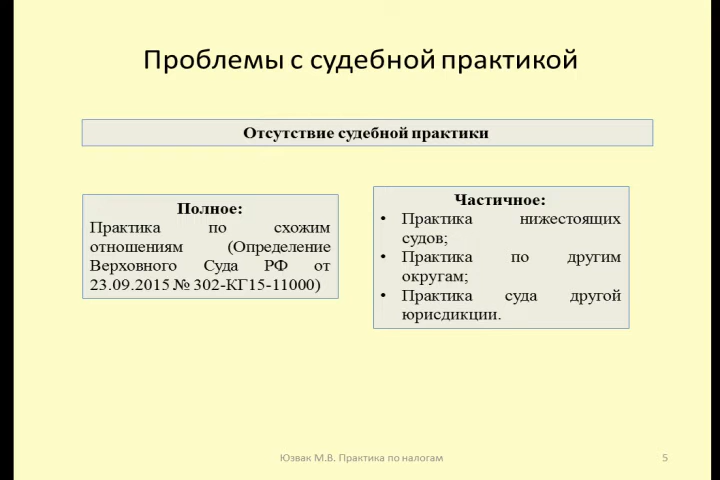 Проблемы с судебной практикой
Отсутствие судебной практики
Полное:
Практика по схожим
отношениям (Определение
Верховного Суда РФ от
23.09.2015 № 302-КГ15-11000)
Частичное:
• Практика нижестоящих
судов;
• Практика по другим
округам;
• Практика суда другой
юрисдикции.
Юзвак М.В. Практика по налогам
5